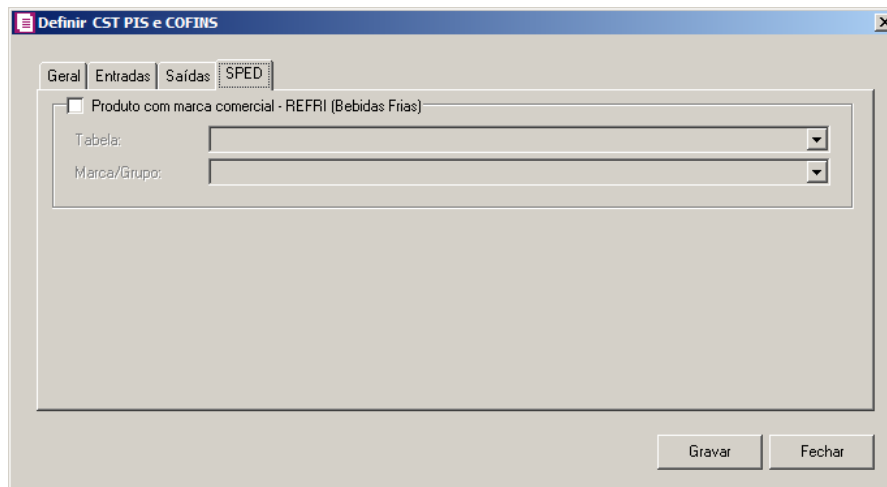 Definir CST PIS e COFINS
Geral Entradas Saídas SPED
Produto com marca comercial - REFRI (Bebidas Frias)
Tabela:
Marca/Grupo:
Gravar Fechar